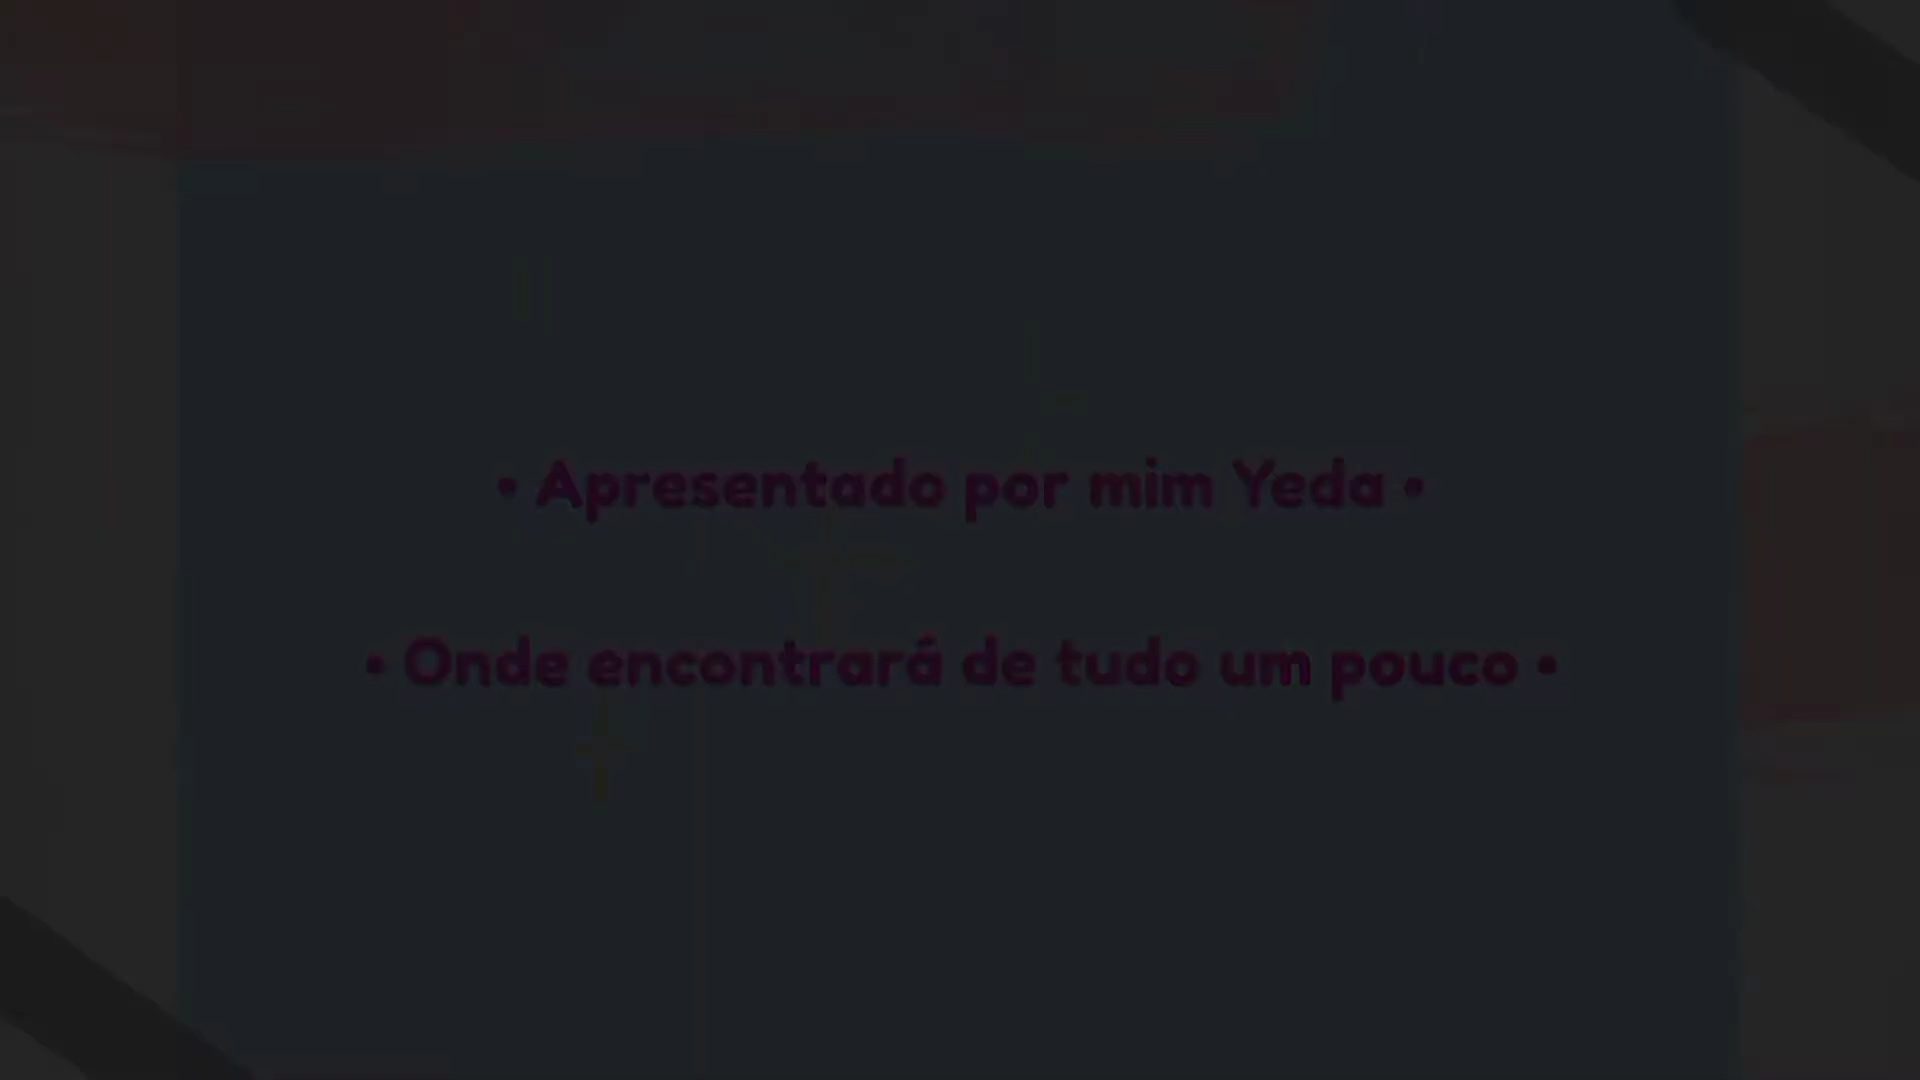 • Apresentado por mim Yeda •
• Onde encontrará de tudo um pouco •